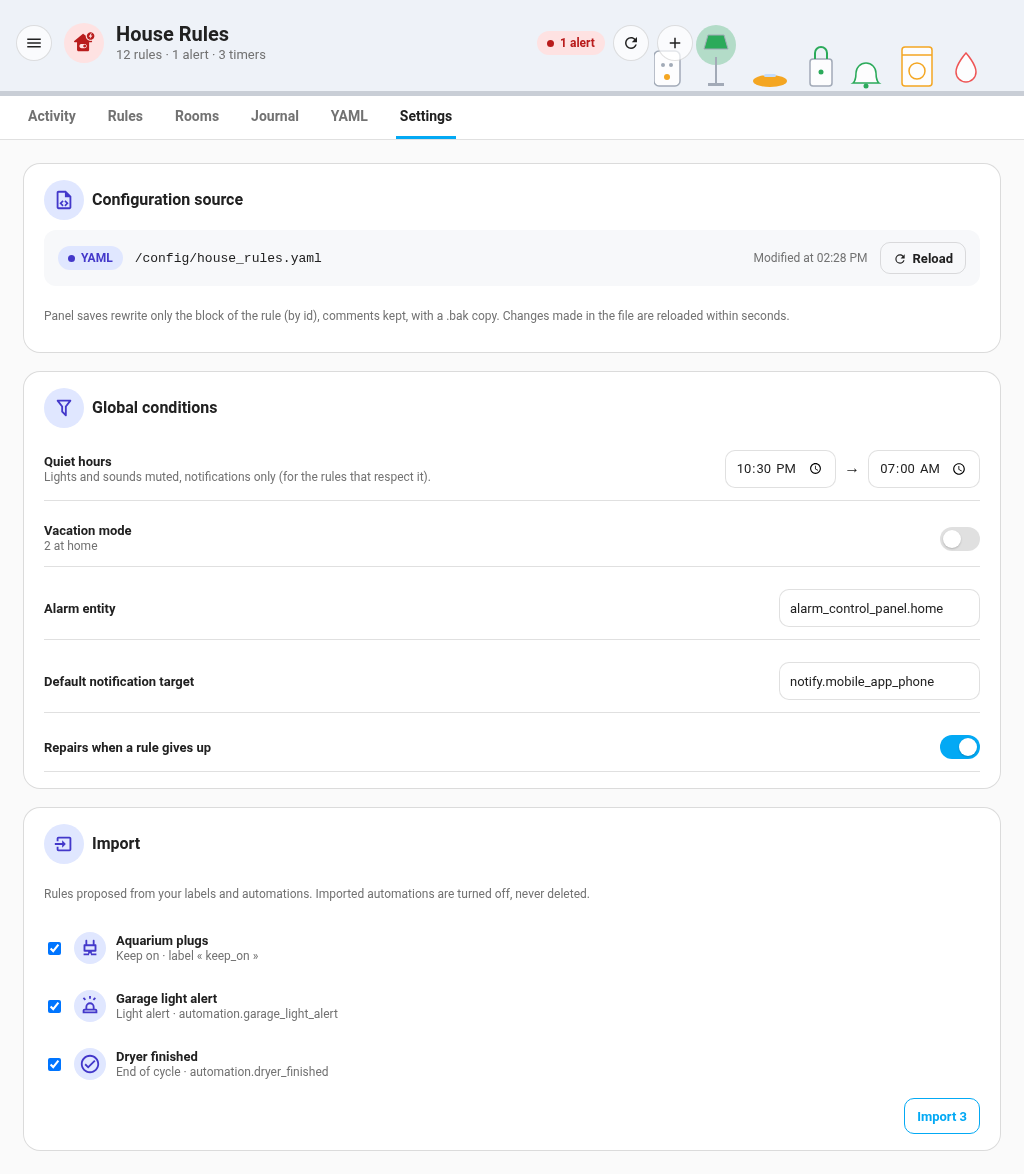 House Rules
12 rules · 1 alert · 3 timers
1 alert
Activity
Rules
Rooms
Journal
YAML
Settings
Configuration source
YAML
/config/house_rules.yaml
Modified at 02:28 PM
Reload
Panel saves rewrite only the block of the rule (by id), comments kept, with a .bak copy. Changes made in the file are reloaded within seconds.
Global conditions
Quiet hours
Lights and sounds muted, notifications only (for the rules that respect it).
10:30 PM → 07:00 AM
Vacation mode
2 at home
Alarm entity
alarm_control_panel.home
Default notification target
notify.mobile_app_phone
Repairs when a rule gives up
Import
Rules proposed from your labels and automations. Imported automations are turned off, never deleted.
Aquarium plugs
Keep on · label « keep_on »
Garage light alert
Light alert · automation.garage_light_alert
Dryer finished
End of cycle · automation.dryer_finished
Import 3